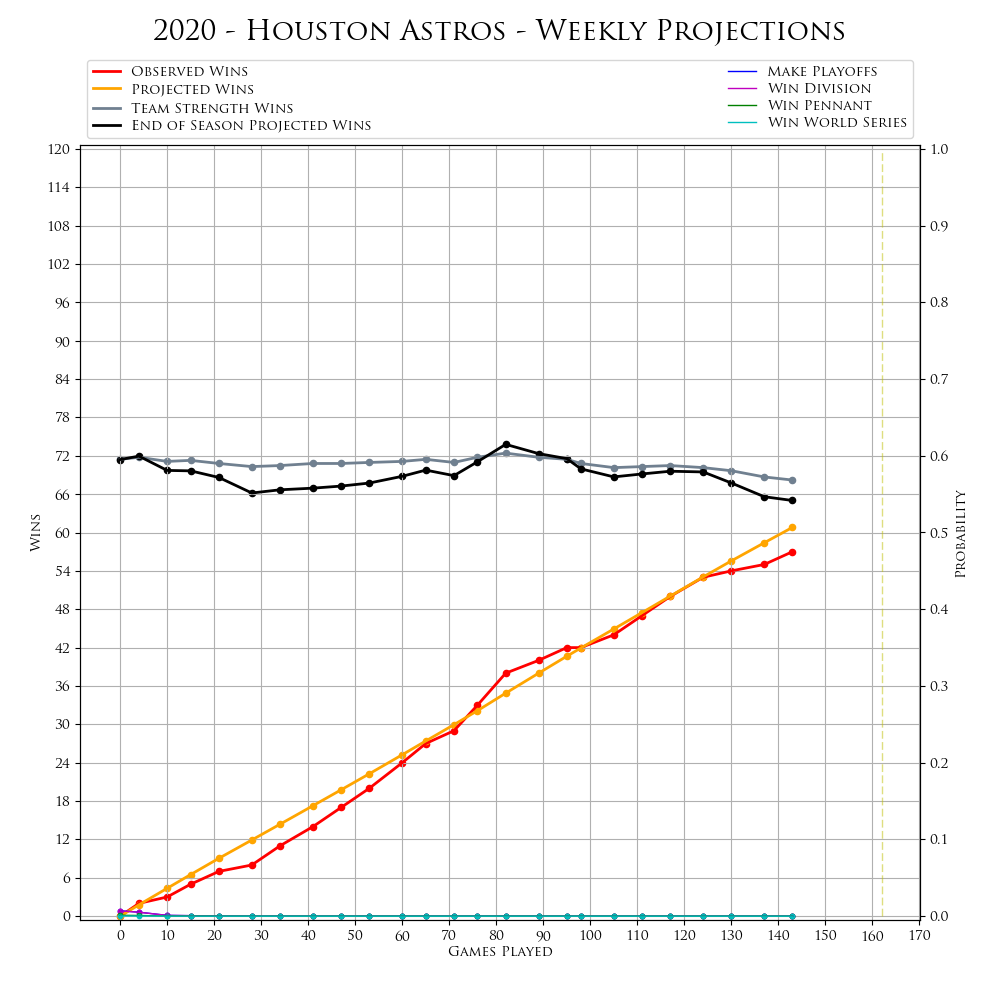 2020 - Houston Astros - Weekly Projections
Observed Wins
Projected Wins
Team Strength Wins
End of Season Projected Wins
Make Playoffs
Win Division
Win Pennant
Win World Series
120
114
108
102
96
90
84
78
72
66
60
54
48
42
36
30
24
18
12
6
0
Wins
1.0
0.9
0.8
0.7
0.6
0.5
0.4
0.3
0.2
0.1
0.0
Probability
0 10 20 30 40 50 60 70 80 90 100 110 120 130 140 150 160 170
Games Played